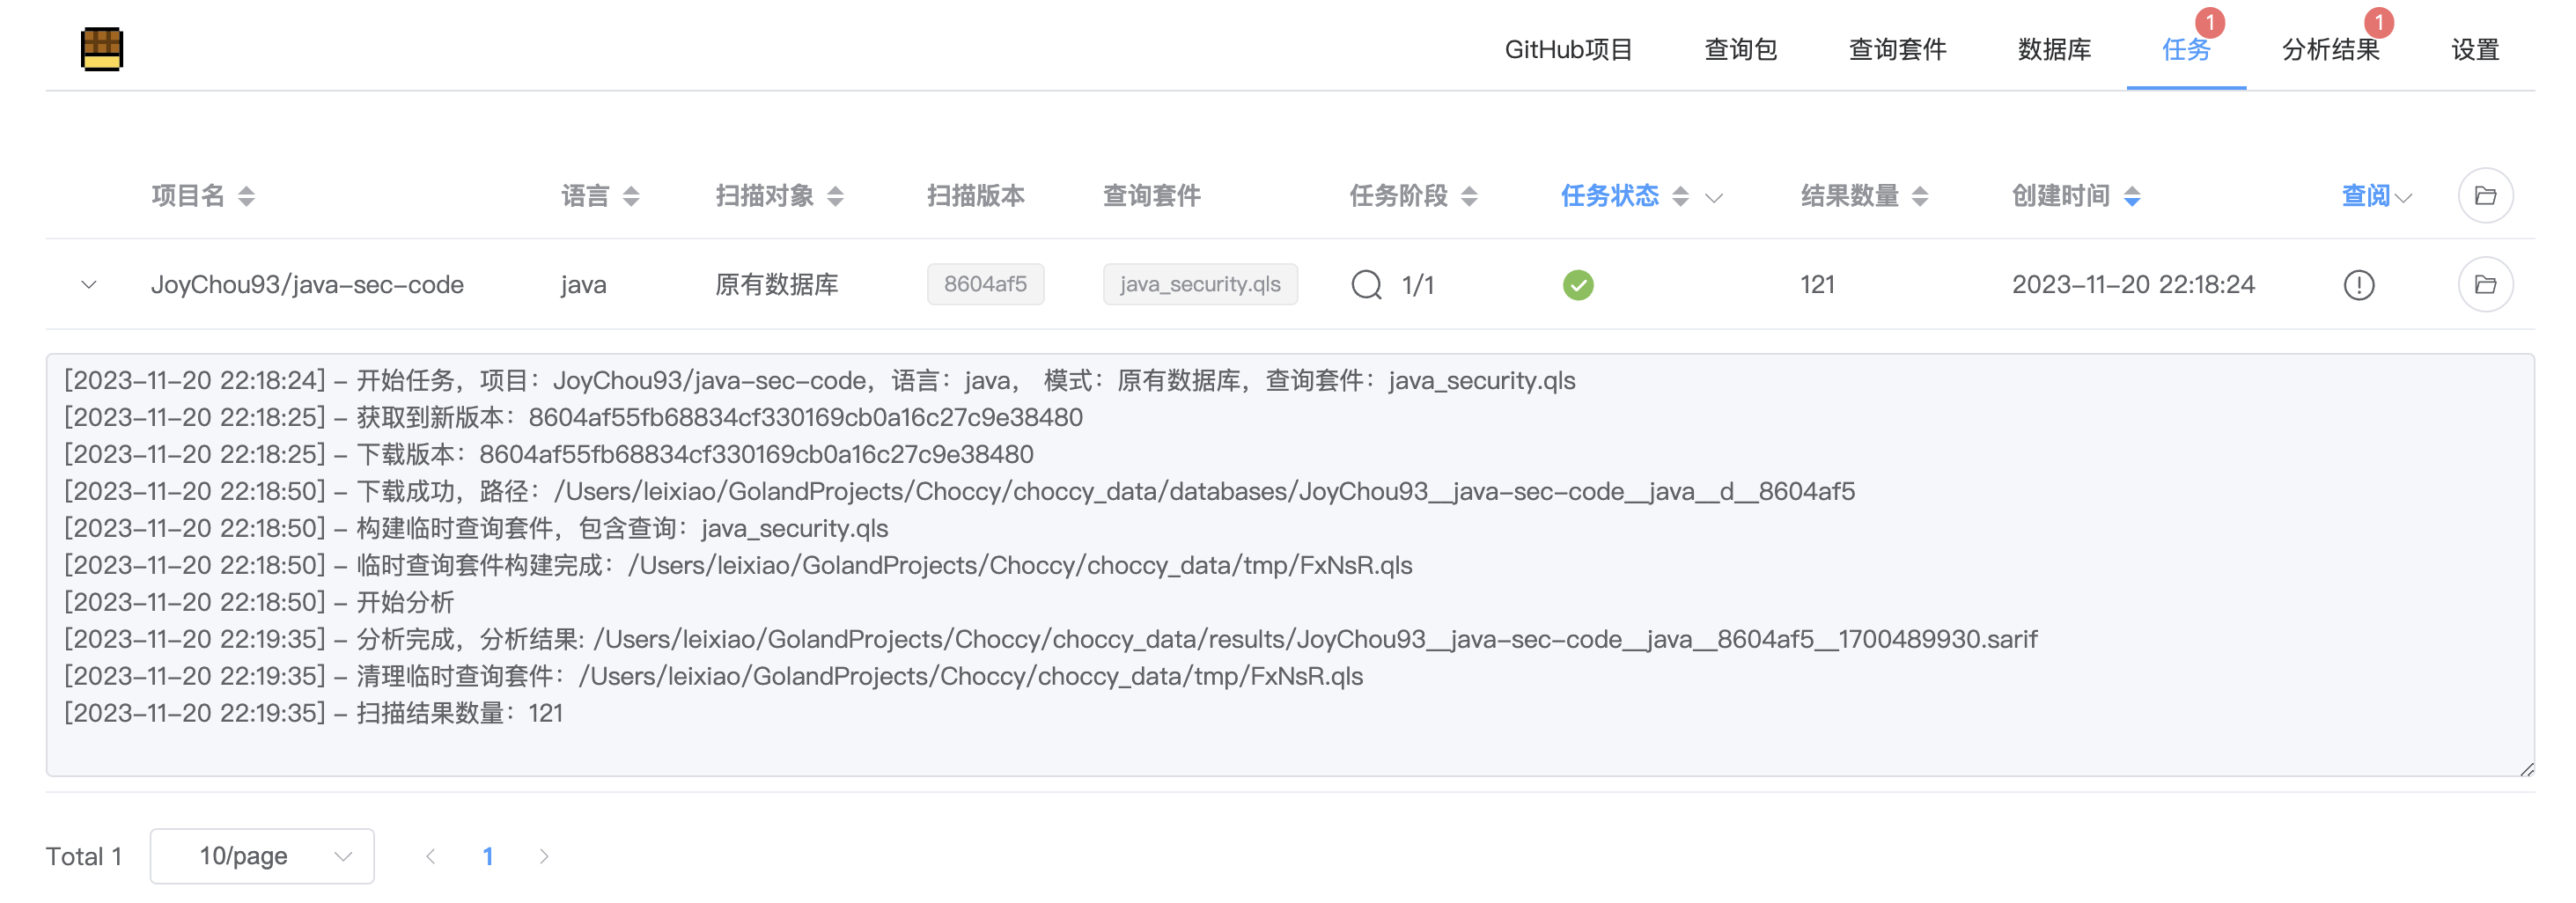 GitHub项目 查询包 查询套件 数据库 任务 1 分析结果 1 设置
项目名 语言 扫描对象 扫描版本 查询套件 任务阶段 任务状态 结果数量 创建时间 查阅
JoyChou93/java-sec-code java 原有数据库 8604af5 java_security.qls 1/1 121 2023-11-20 22:18:24
[2023-11-20 22:18:24] - 开始任务，项目：JoyChou93/java-sec-code，语言：java， 模式：原有数据库，查询套件：java_security.qls
[2023-11-20 22:18:25] - 获取到新版本：8604af55fb68834cf330169cb0a16c27c9e38480
[2023-11-20 22:18:25] - 下载版本：8604af55fb68834cf330169cb0a16c27c9e38480
[2023-11-20 22:18:50] - 下载成功，路径：/Users/leixiao/GolandProjects/Choccy/choccy_data/databases/JoyChou93__java-sec-code__java__d__8604af5
[2023-11-20 22:18:50] - 构建临时查询套件，包含查询：java_security.qls
[2023-11-20 22:18:50] - 临时查询套件构建完成：/Users/leixiao/GolandProjects/Choccy/choccy_data/tmp/FxNsR.qls
[2023-11-20 22:18:50] - 开始分析
[2023-11-20 22:19:35] - 分析完成，分析结果: /Users/leixiao/GolandProjects/Choccy/choccy_data/results/JoyChou93__java-sec-code__java__8604af5__1700489930.sarif
[2023-11-20 22:19:35] - 清理临时查询套件：/Users/leixiao/GolandProjects/Choccy/choccy_data/tmp/FxNsR.qls
[2023-11-20 22:19:35] - 扫描结果数量：121
Total 1 10/page 1